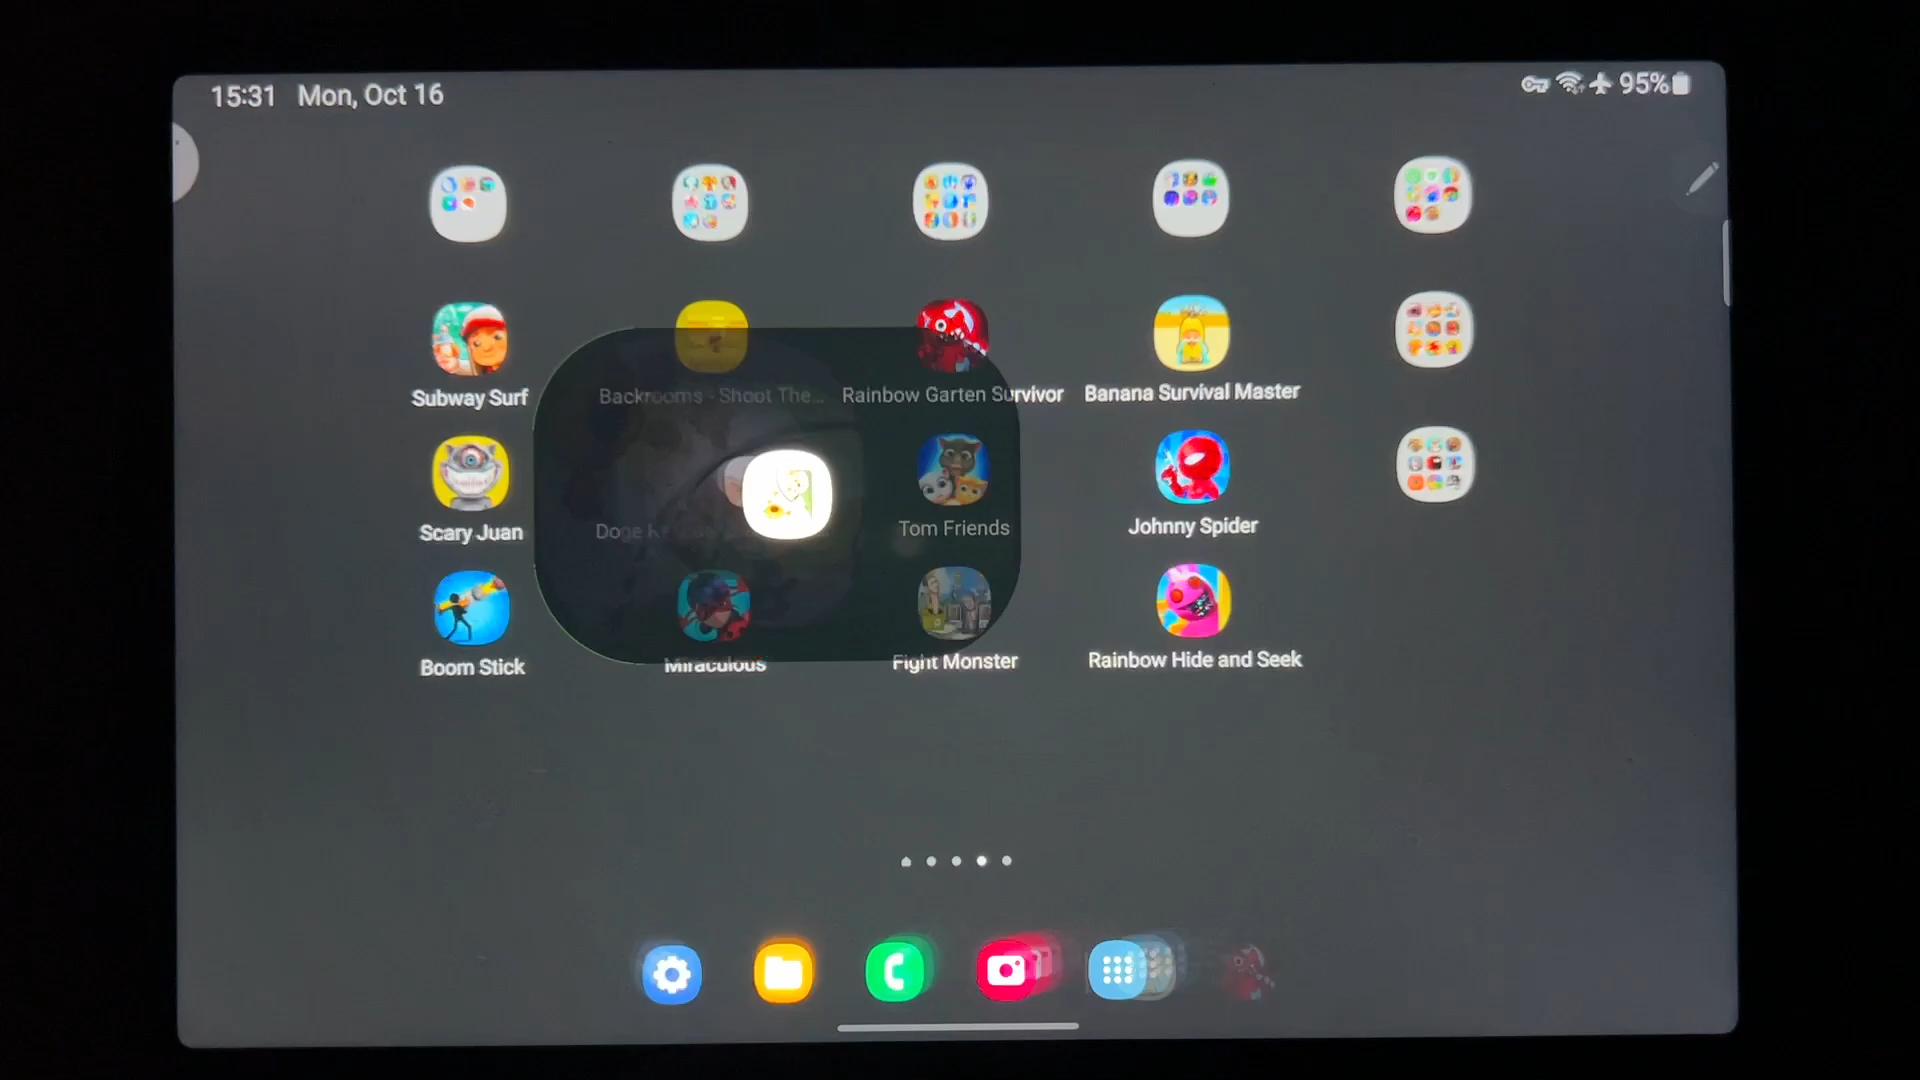 15:31 Mon, Oct 16
95%
Subway Surf
Backrooms - Shoot The...
Rainbow Garten Survivor
Banana Survival Master
Scary Juan
Doge
Tom Friends
Johnny Spider
Boom Stick
Miraculous
Fight Monster
Rainbow Hide and Seek